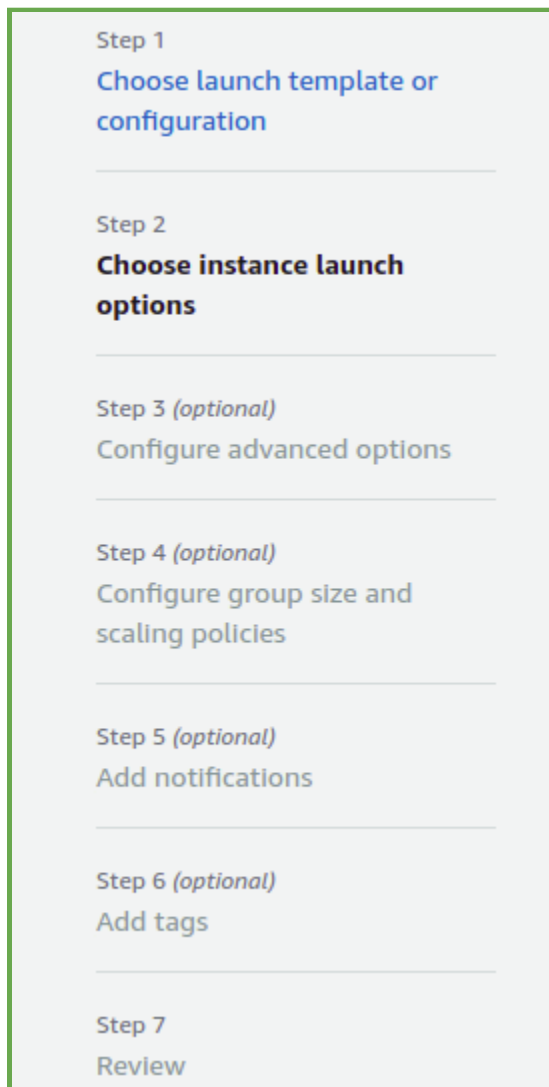 Step 1
Choose launch template or
configuration
Step 2
Choose instance launch
options
Step 3 (optional)
Configure advanced options
Step 4 (optional)
Configure group size and
scaling policies
Step 5 (optional)
Add notifications
Step 6 (optional)
Add tags
Step 7
Review